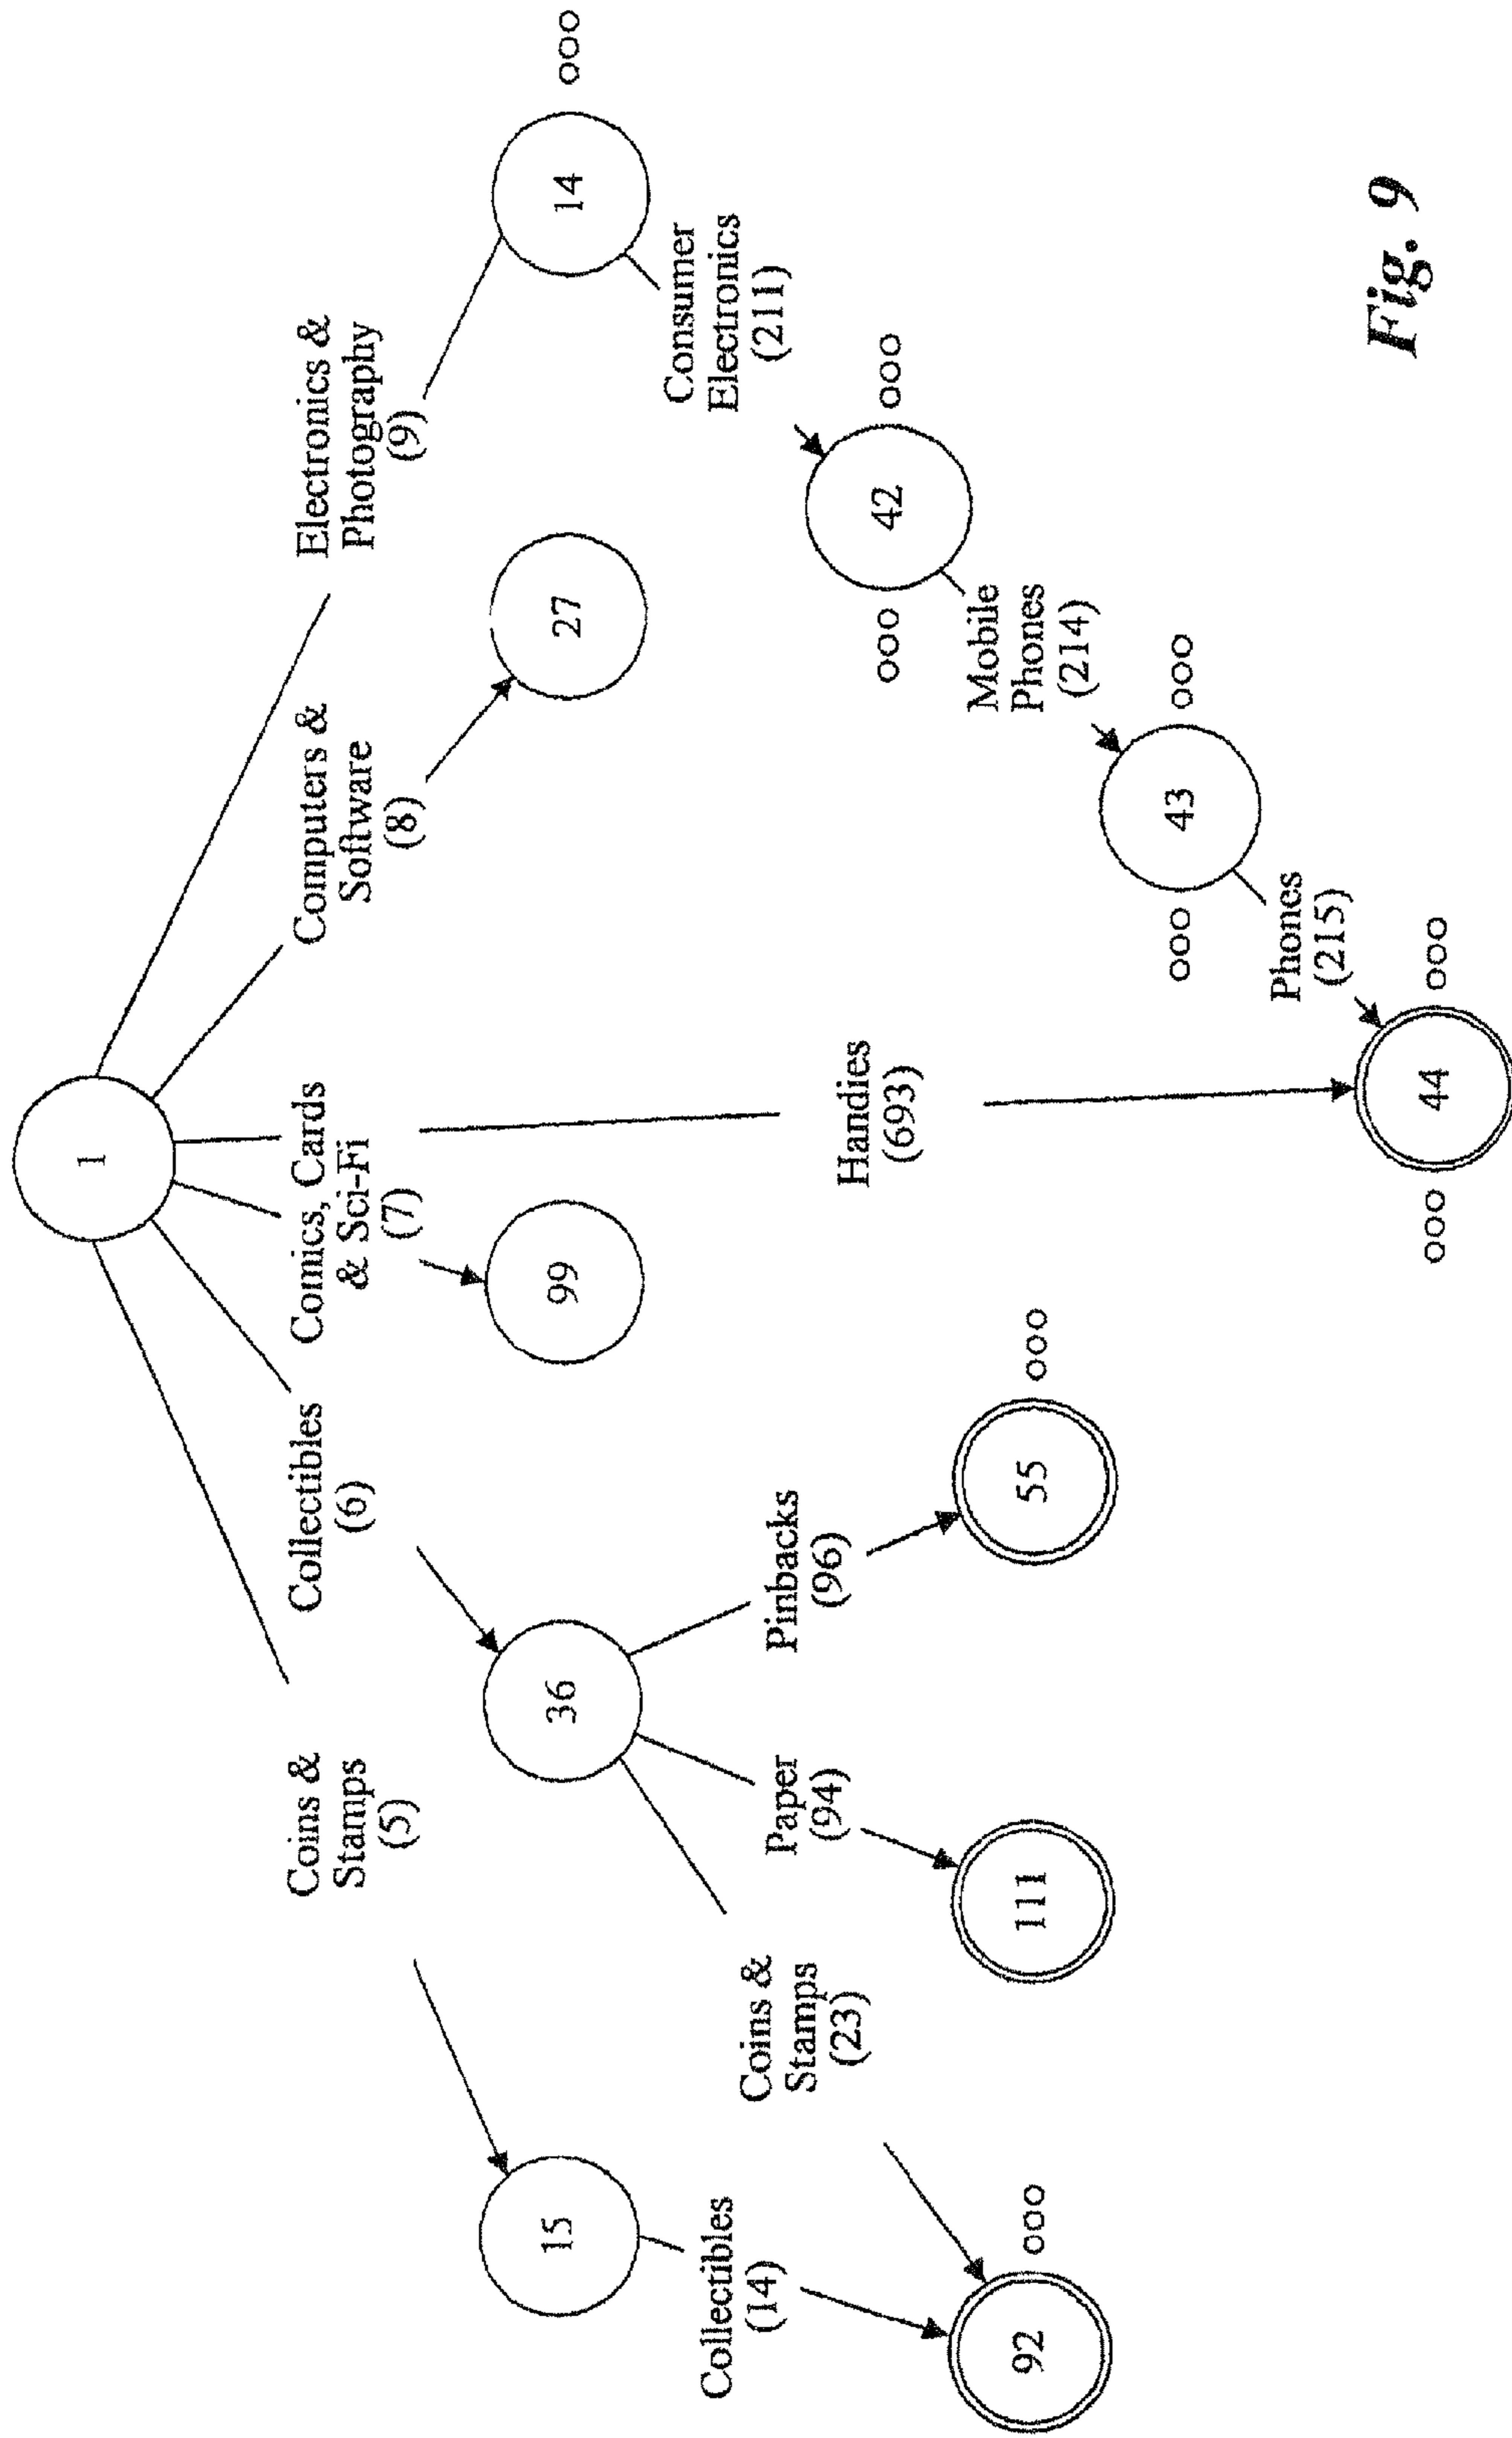 1
Coins &
Stamps
(5)
Collectibles
(6)
Comics, Cards
& Sci-Fi
(7)
Computers &
Software
(8)
Electronics &
Photography
(9)
15
36
99
27
14
ooo
Collectibles
(14)
Coins &
Stamps
(23)
Paper
(94)
Pinbacks
(96)
Handies
(693)
Consumer
Electronics
(211)
ooo
42
ooo
Mobile
Phones
(214)
92
ooo
111
55
ooo
ooo
43
ooo
Phones
(215)
ooo
44
ooo
Fig. 9